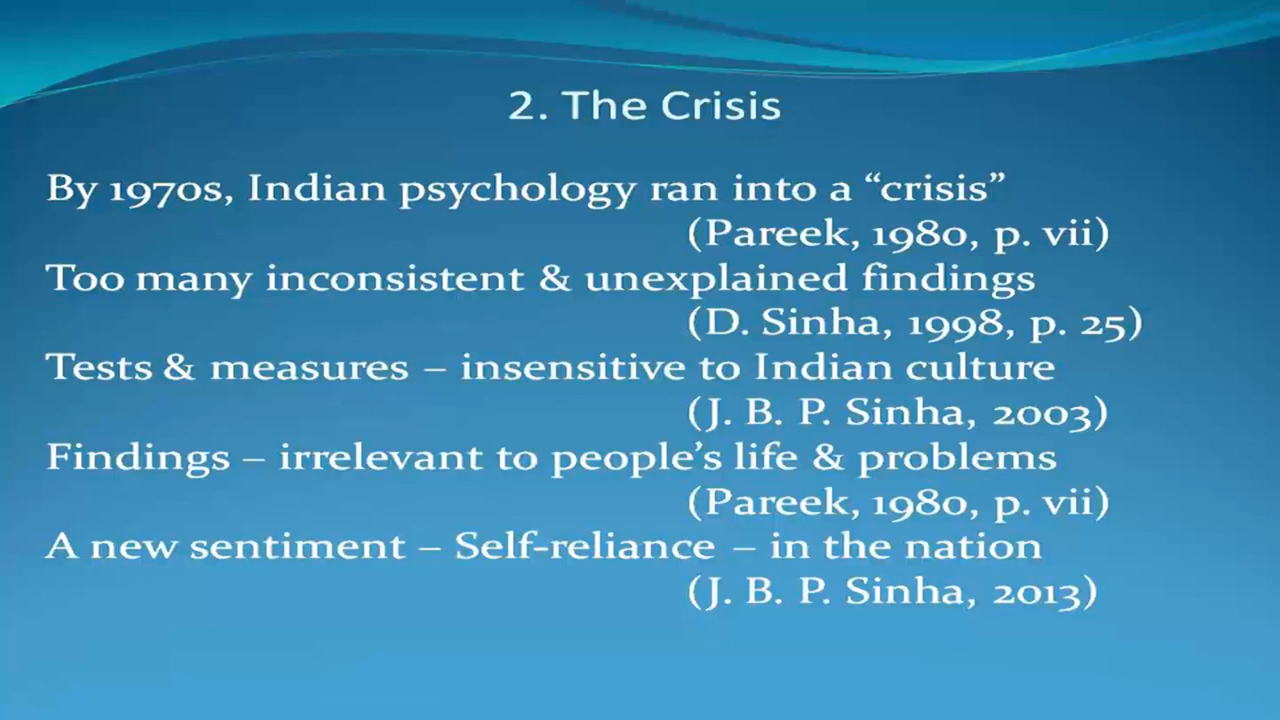 2. The Crisis
By 1970s, Indian psychology ran into a “crisis”
(Pareek, 1980, p. vii)
Too many inconsistent & unexplained findings
(D. Sinha, 1998, p. 25)
Tests & measures – insensitive to Indian culture
(J. B. P. Sinha, 2003)
Findings – irrelevant to people’s life & problems
(Pareek, 1980, p. vii)
A new sentiment – Self-reliance – in the nation
(J. B. P. Sinha, 2013)